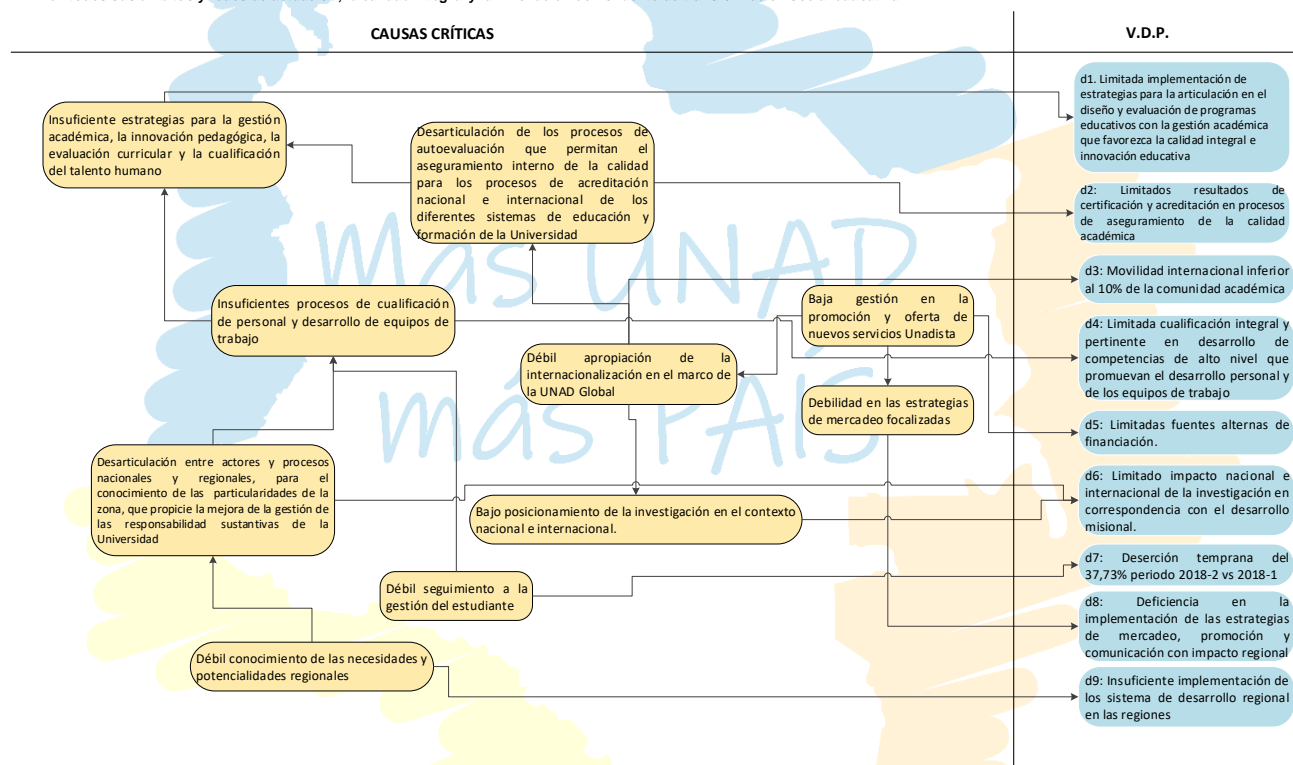 CAUSAS CRÍTICAS
V.D.P.
Insuficiente estrategias para la gestión
académica, la innovación pedagógica, la
evaluación curricular y la cualificación
del talento humano
Desarticulación de los procesos de
autoevaluación que permitan el
aseguramiento interno de la calidad
para los procesos de acreditación
nacional e internacional de los
diferentes sistemas de educación y
formación de la Universidad
Insuficientes procesos de cualificación
de personal y desarrollo de equipos de
trabajo
Débil apropiación de la
internacionalización en el marco de
la UNAD Global
Baja gestión en la
promoción y oferta de
nuevos servicios Unadista
Debilidad en las estrategias
de mercadeo focalizadas
Desarticulación entre actores y procesos
nacionales y regionales, para el
conocimiento de las particularidades de la
zona, que propicie la mejora de la gestión de
las responsabilidad sustantivas de la
Universidad
Bajo posicionamiento de la investigación en el contexto
nacional e internacional.
Débil seguimiento a la
gestión del estudiante
Débil conocimiento de las necesidades y
potencialidades regionales
d1. Limitada implementación de
estrategias para la articulación en el
diseño y evaluación de programas
educativos con la gestión académica
que favorezca la calidad integral e
innovación educativa
d2: Limitados resultados de
certificación y acreditación en procesos
de aseguramiento de la calidad
académica
d3: Movilidad internacional inferior
al 10% de la comunidad académica
d4: Limitada cualificación integral y
pertinente en desarrollo de
competencias de alto nivel que
promuevan el desarrollo personal y
de los equipos de trabajo
d5: Limitadas fuentes alternas de
financiación.
d6: Limitado impacto nacional e
internacional de la investigación en
correspondencia con el desarrollo
misional.
d7: Deserción temprana del
37,73% periodo 2018-2 vs 2018-1
d8: Deficiencia en la
implementación de las estrategias
de mercadeo, promoción y
comunicación con impacto regional
d9: Insuficiente implementación de
los sistema de desarrollo regional
en las regiones
Más UNAD
más PAÍS